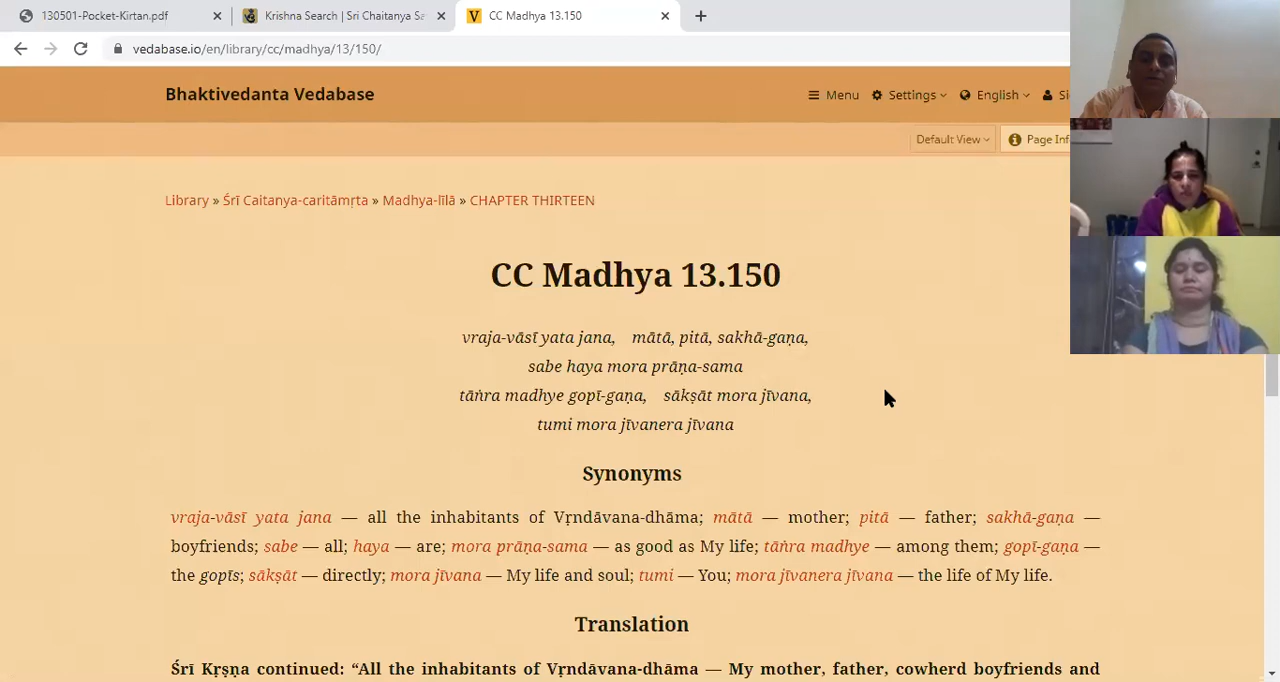 130501-Pocket-Kirtan.pdf
Krishna Search | Sri Chaitanya Sa
CC Madhya 13.150
vedabase.io/en/library/cc/madhya/13/150/
Bhaktivedanta Vedabase
Menu Settings English
Default View Page Inf
Library » Śrī Caitanya-caritāmṛta » Madhya-līlā » CHAPTER THIRTEEN
CC Madhya 13.150
vraja-vāsī yata jana, mātā, pitā, sakhā-gaṇa,
sabe haya mora prāṇa-sama
tāṅra madhye gopī-gaṇa, sākṣāt mora jīvana,
tumi mora jīvanera jīvana
Synonyms
vraja-vāsī yata jana — all the inhabitants of Vṛndāvana-dhāma; mātā — mother; pitā — father; sakhā-gaṇa —
boyfriends; sabe — all; haya — are; mora prāṇa-sama — as good as My life; tāṅra madhye — among them; gopī-gaṇa —
the gopīs; sākṣāt — directly; mora jīvana — My life and soul; tumi — You; mora jīvanera jīvana — the life of My life.
Translation
Śrī Kṛṣṇa continued: “All the inhabitants of Vṛndāvana-dhāma — My mother, father, cowherd boyfriends and